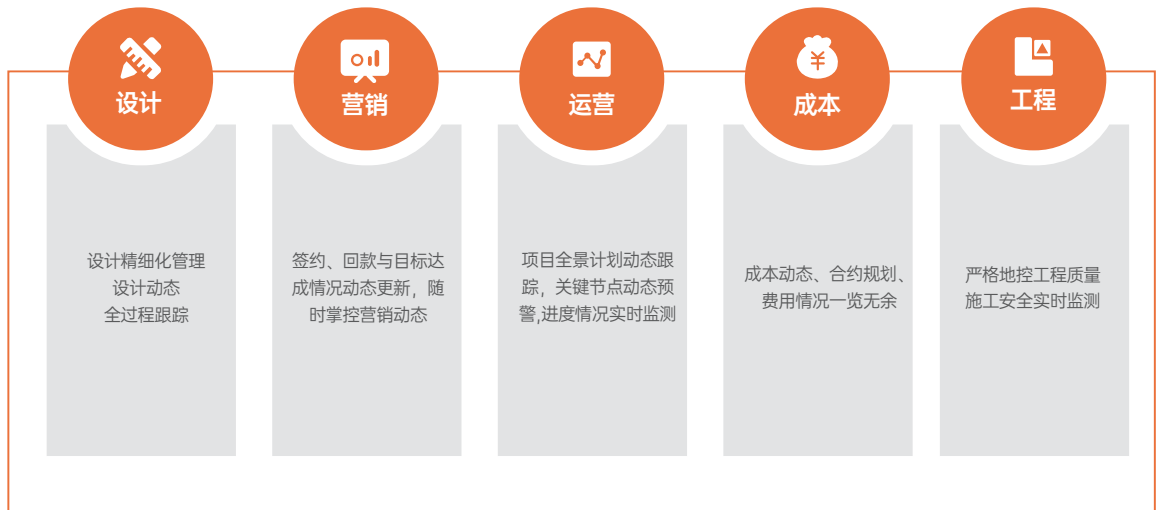 设计
设计精细化管理
设计动态
全过程跟踪
营销
签约、回款与目标达
成情况动态更新，随
时掌控营销动态
运营
项目全景计划动态跟
踪，关键节点动态预
警,进度情况实时监测
¥
成本
成本动态、合约规划、
费用情况一览无余
工程
严格地控工程质量
施工安全实时监测